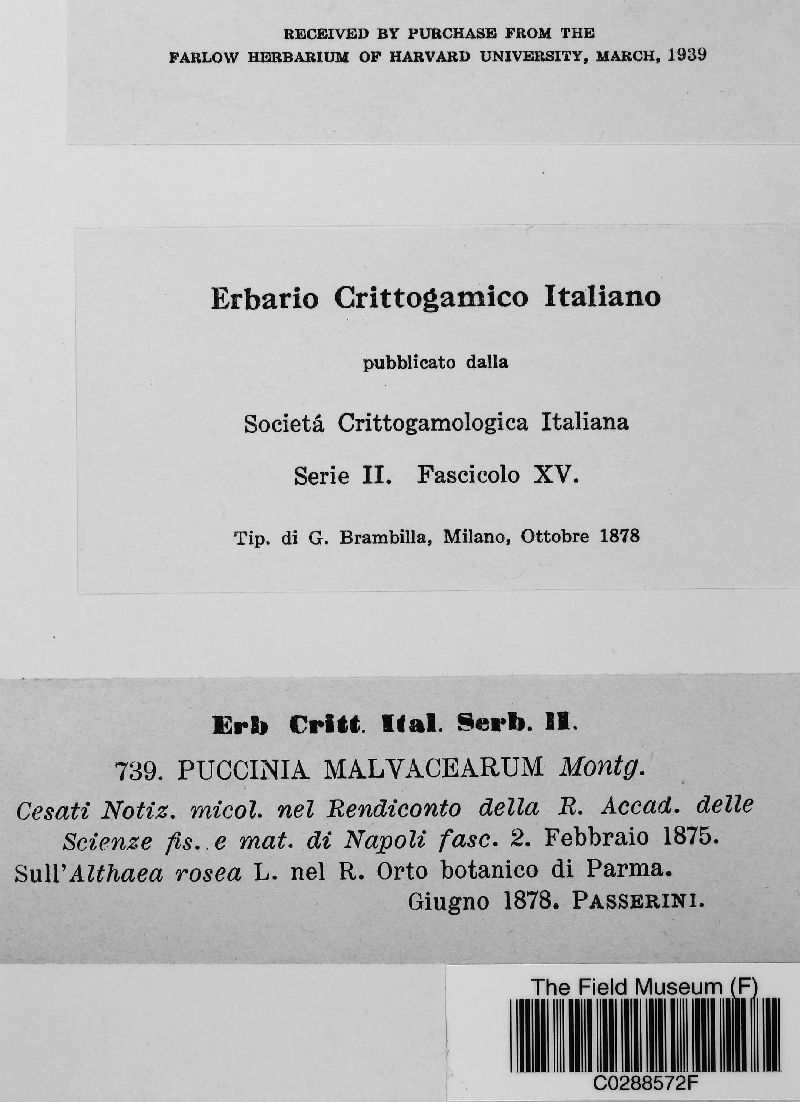 RECEIVED BY PURCHASE FROM THE
FARLOW HERBARIUM OF HARVARD UNIVERSITY, MARCH, 1939
Erbario Crittogamico Italiano
pubblicato dalla
Societá Crittogamologica Italiana
Serie II. Fascicolo XV.
Tip. di G. Brambilla, Milano, Ottobre 1878
Erb Critt. Ital. Serb. II.
739. PUCCINIA MALVACEARUM Montg.
Cesati Notiz. micol. nel Rendiconto della R. Accad. delle
Scienze fis. e mat. di Napoli fasc. 2. Febbraio 1875.
Sull'Althaea rosea L. nel R. Orto botanico di Parma.
Giugno 1878. PASSERINI.
The Field Museum (F)
C0288572F